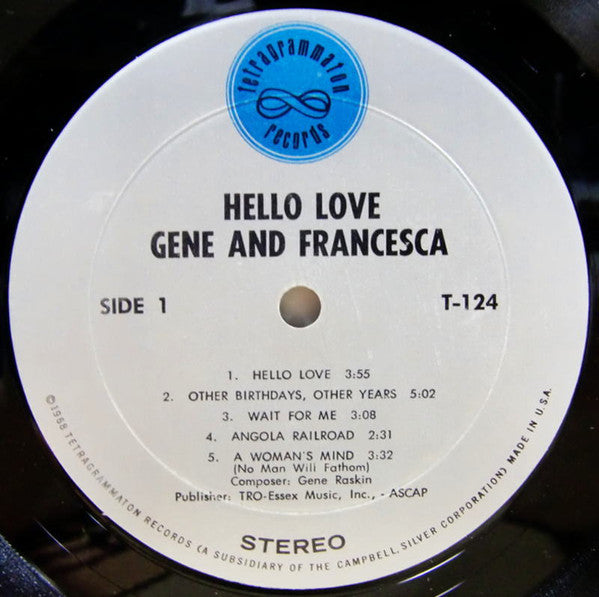 tetragrammaton
records
HELLO LOVE
GENE AND FRANCESCA
SIDE 1
T-124
1. HELLO LOVE 3:55
2. OTHER BIRTHDAYS, OTHER YEARS 5:02
3. WAIT FOR ME 3:08
4. ANGOLA RAILROAD 2:31
5. A WOMAN'S MIND 3:32
(No Man Will Fathom)
Composer: Gene Raskin
Publisher: TRO-Essex Music, Inc., - ASCAP
STEREO
©1968 TETRAGRAMMATON RECORDS (A SUBSIDIARY OF THE CAMPBELL, SILVER CORPORATION) MADE IN U.S.A.